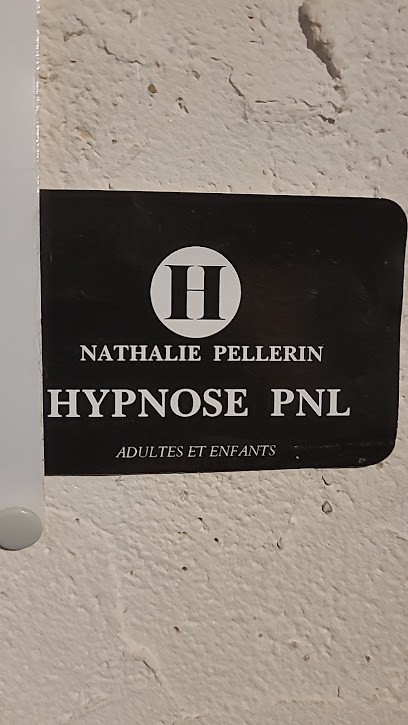 H
NATHALIE PELLERIN
HYPNOSE PNL
ADULTES ET ENFANTS